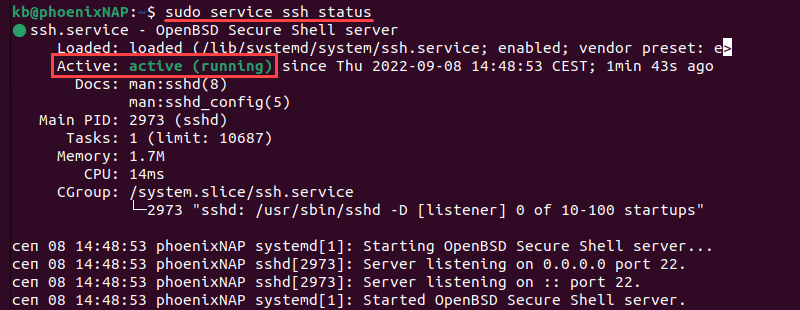 kb@phoenixNAP:~$ sudo service ssh status
● ssh.service - OpenBSD Secure Shell server
     Loaded: loaded (/lib/systemd/system/ssh.service; enabled; vendor preset: e>
     Active: active (running) since Thu 2022-09-08 14:48:53 CEST; 1min 43s ago
       Docs: man:sshd(8)
             man:sshd_config(5)
   Main PID: 2973 (sshd)
      Tasks: 1 (limit: 10687)
     Memory: 1.7M
        CPU: 14ms
     CGroup: /system.slice/ssh.service
             └─2973 "sshd: /usr/sbin/sshd -D [listener] 0 of 10-100 startups"
сеп 08 14:48:53 phoenixNAP systemd[1]: Starting OpenBSD Secure Shell server...
сеп 08 14:48:53 phoenixNAP sshd[2973]: Server listening on 0.0.0.0 port 22.
сеп 08 14:48:53 phoenixNAP sshd[2973]: Server listening on :: port 22.
сеп 08 14:48:53 phoenixNAP systemd[1]: Started OpenBSD Secure Shell server.